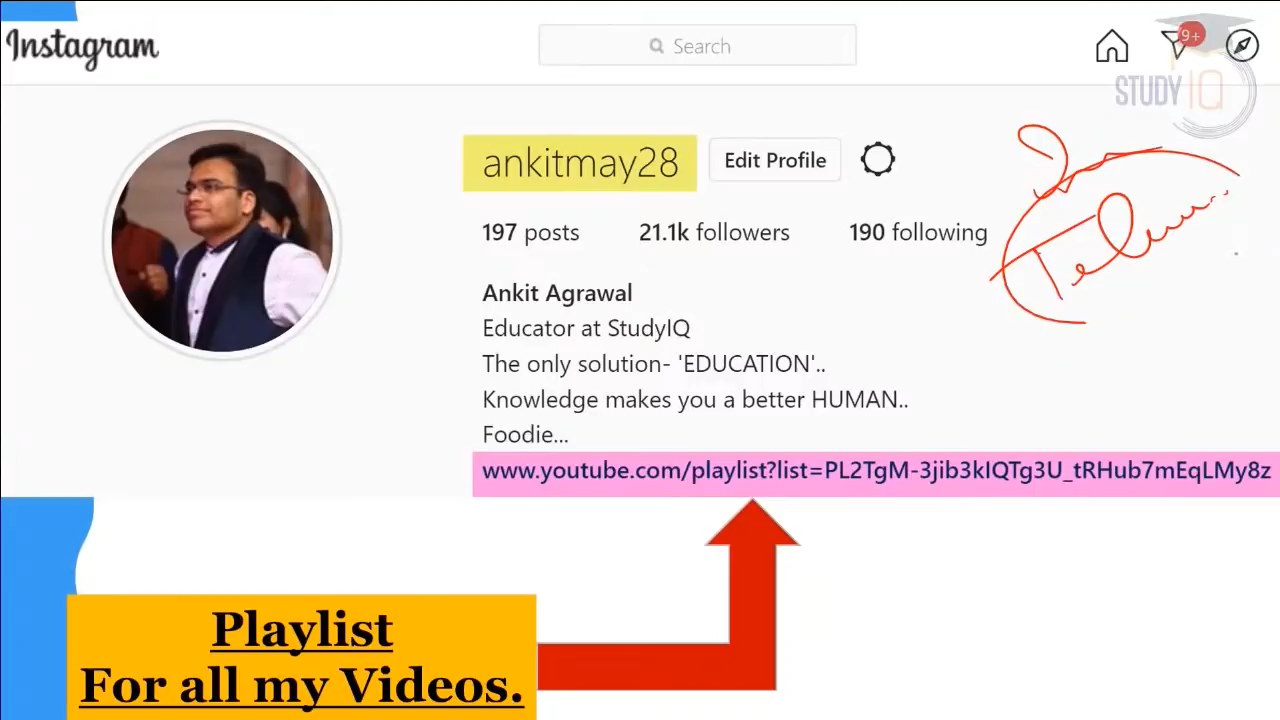 Instagram
Search
9+
STUDY IQ
ankitmay28
Edit Profile
197 posts
21.1k followers
190 following
Ankit Agrawal
Educator at StudyIQ
The only solution- 'EDUCATION'..
Knowledge makes you a better HUMAN..
Foodie...
www.youtube.com/playlist?list=PL2TgM-3jib3kIQTg3U_tRHub7mEqLMy8z
Playlist
For all my Videos.